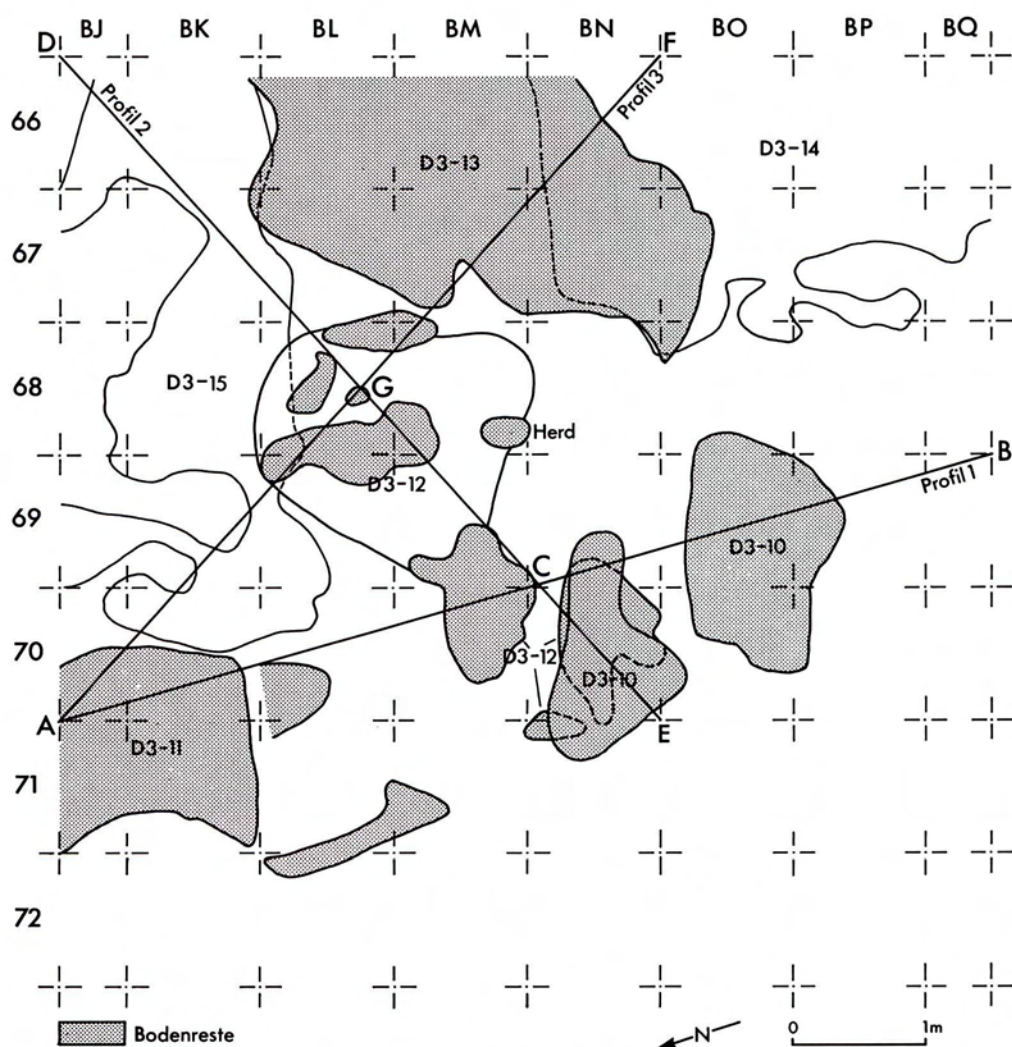 BJ BK BL BM BN BO BP BQ
D F
Profil 2
Profil 3
66
D3-13
D3-14
67
68
D3-15
G
Herd
B
D3-12
Profil 1
69
D3-10
C
70
D3-12
D3-10
A
E
D3-11
71
72
Bodenreste
N
0 1m